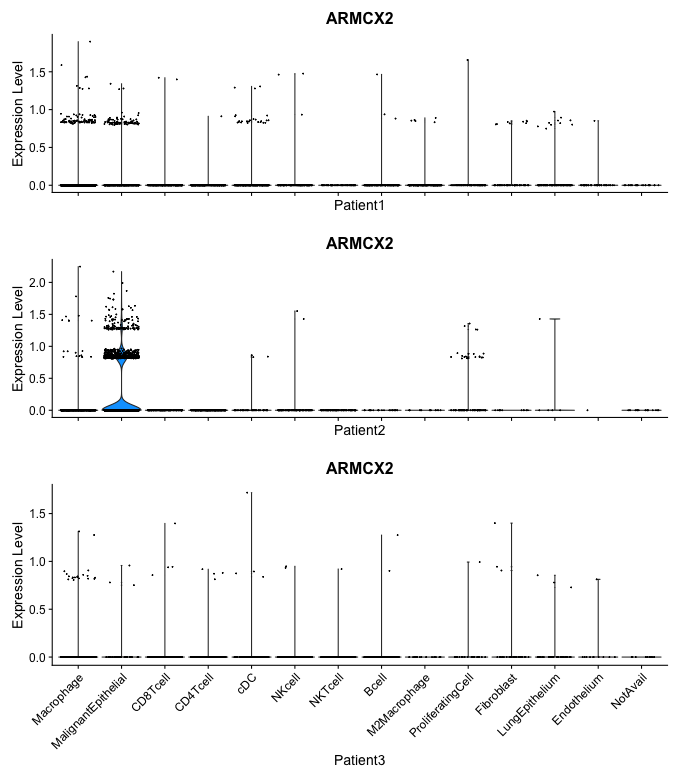 ARMCX2
Expression Level
1.5
1.0
0.5
0.0
Patient1
ARMCX2
Expression Level
2.0
1.5
1.0
0.5
0.0
Patient2
ARMCX2
Expression Level
1.5
1.0
0.5
0.0
Macrophage
MalignantEpithelial
CD8Tcell
CD4Tcell
cDC
NKcell
NKTcell
Bcell
M2Macrophage
ProliferatingCell
Fibroblast
LungEpithelium
Endothelium
NotAvail
Patient3